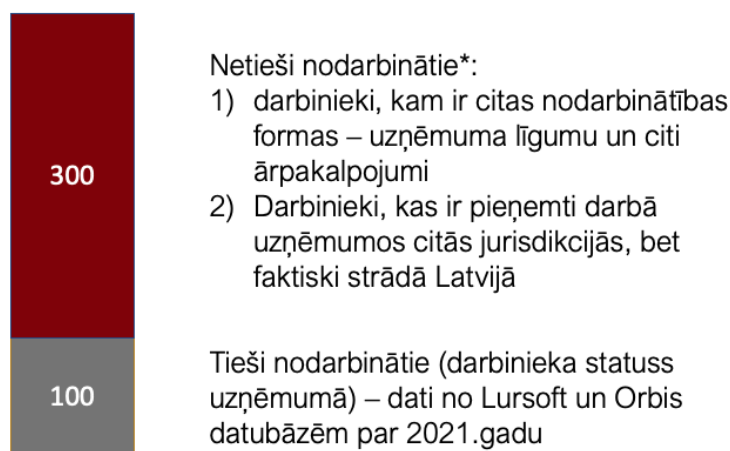 Netieši nodarbinātie*:
1) darbinieki, kam ir citas nodarbinātības
formas – uzņēmuma līgumu un citi
ārpakalpojumi
300
2) Darbinieki, kas ir pieņemti darbā
uzņēmumos citās jurisdikcijās, bet
faktiski strādā Latvijā
Tieši nodarbinātie (darbinieka statuss
100
uzņēmumā) – dati no Lursoft un Orbis
datubāzēm par 2021.gadu